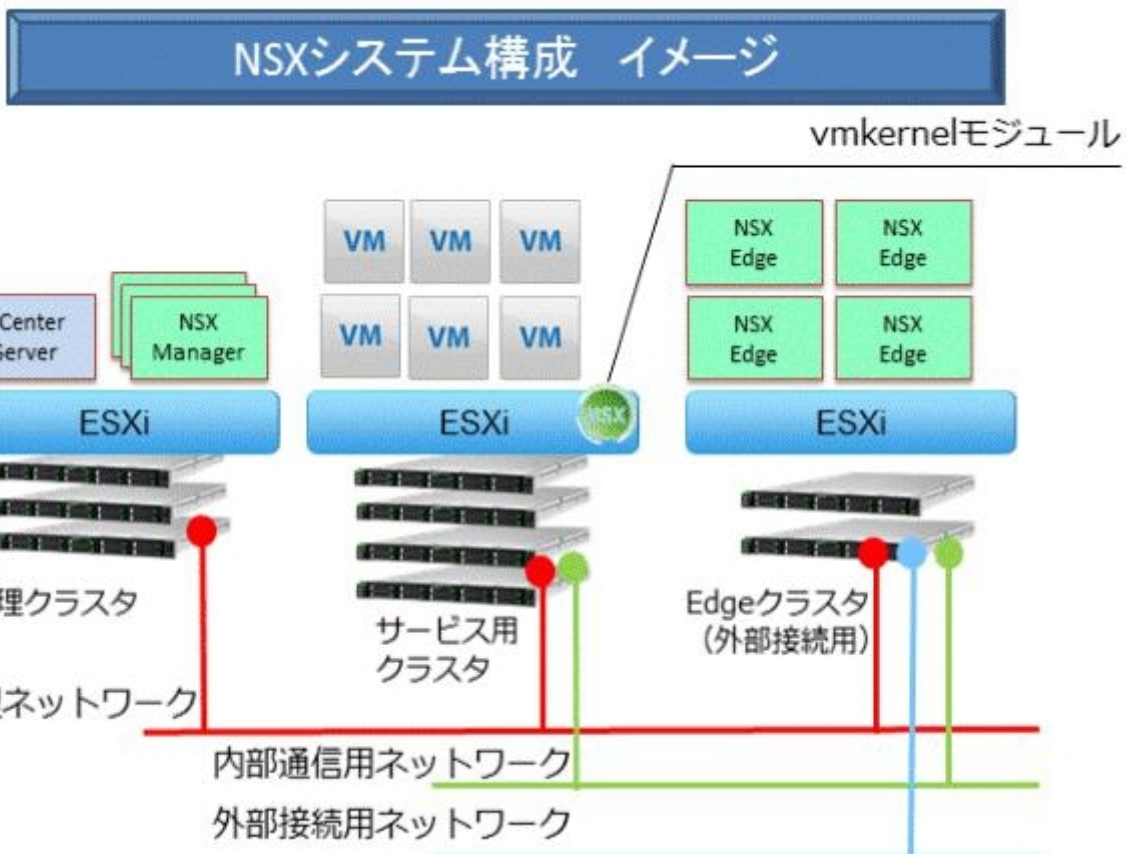 NSXシステム構成 イメージ
vmkernelモジュール
VM VM VM
NSX
Edge
NSX
Edge
Center
Server
NSX
Manager
VM VM VM
NSX
Edge
NSX
Edge
ESXi
ESXi
NSX
ESXi
理クラスタ
サービス用
クラスタ
Edgeクラスタ
（外部接続用）
ネットワーク
内部通信用ネットワーク
外部接続用ネットワーク